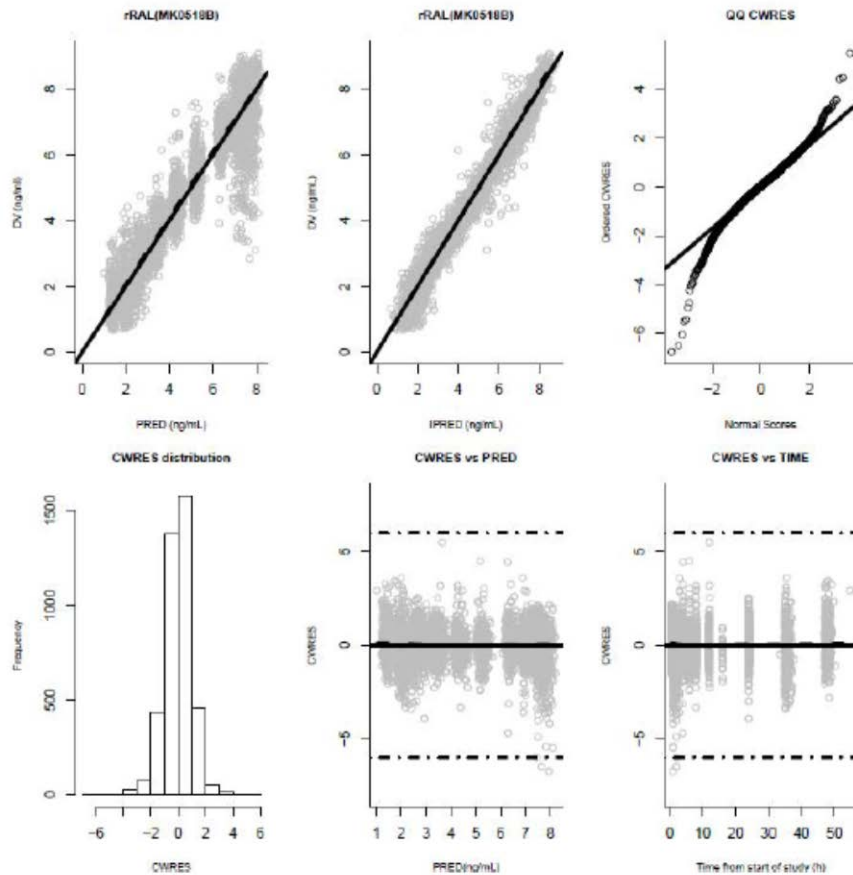 rRAL(MK0518B)
DV (ng/ml)
8
6
4
2
0
0 2 4 6 8
PRED (ng/mL)
rRAL(MK0518B)
DV (ng/mL)
8
6
4
2
0
0 2 4 6 8
IPRED (ng/mL)
QQ CWRES
Ordered CWRES
4
2
0
−2
−4
−6
−2 0 2
Normal Scores
CWRES distribution
Frequency
1500
1000
500
0
−6 −2 0 2 4 6
CWRES
CWRES vs PRED
CWRES
5
0
−5
1 2 3 4 5 6 7 8
PRED(ng/mL)
CWRES vs TIME
CWRES
5
0
−5
0 10 20 30 40 50
Time from start of study (h)